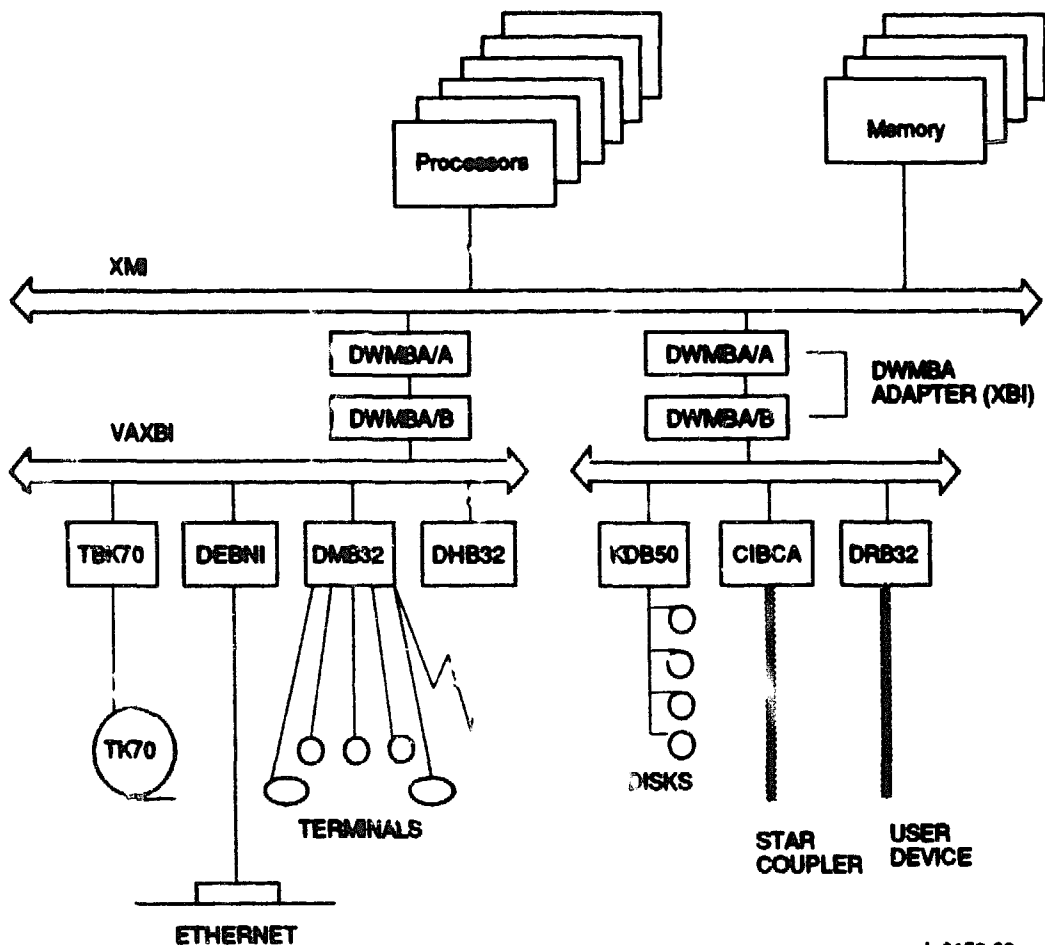 Processors
Memory
XMI
DWMBA/A
DWMBA/A
DWMBA
ADAPTER (XBI)
DWMBA/B
DWMBA/B
VAXBI
TBK70
DEBNI
DMB32
DHB32
KDB50
CIBCA
DRB32
TK70
DISKS
TERMINALS
STAR
COUPLER
USER
DEVICE
ETHERNET